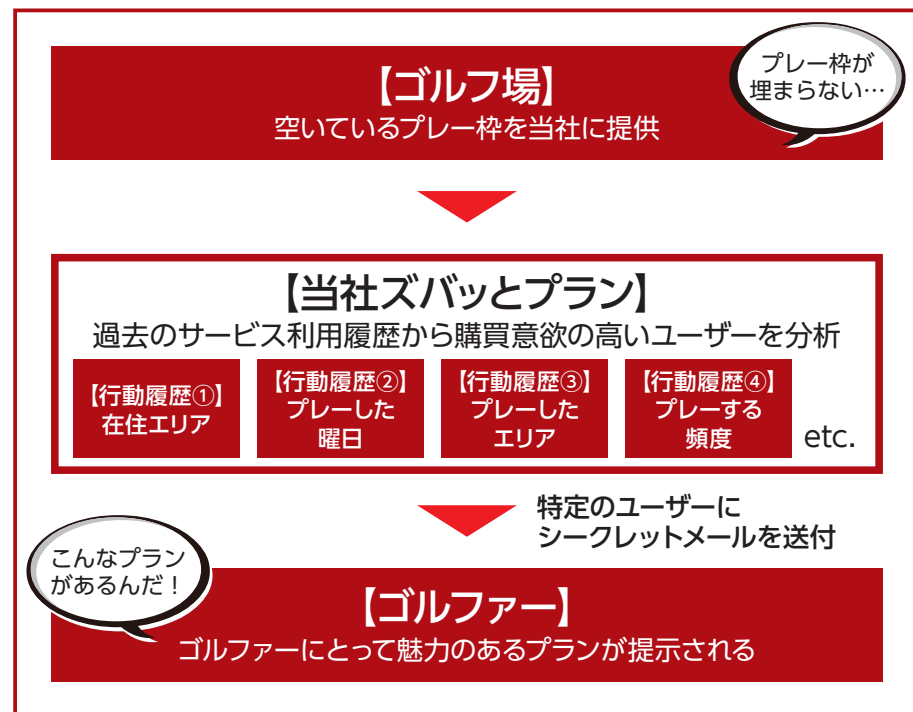 【ゴルフ場】
空いているプレー枠を当社に提供
プレー枠が
埋まらない…
【当社ズバッとプラン】
過去のサービス利用履歴から購買意欲の高いユーザーを分析
【行動履歴①】
在住エリア
【行動履歴②】
プレーした
曜日
【行動履歴③】
プレーした
エリア
【行動履歴④】
プレーする
頻度
etc.
特定のユーザーに
シークレットメールを送付
こんなプラン
があるんだ！
【ゴルファー】
ゴルファーにとって魅力のあるプランが提示される